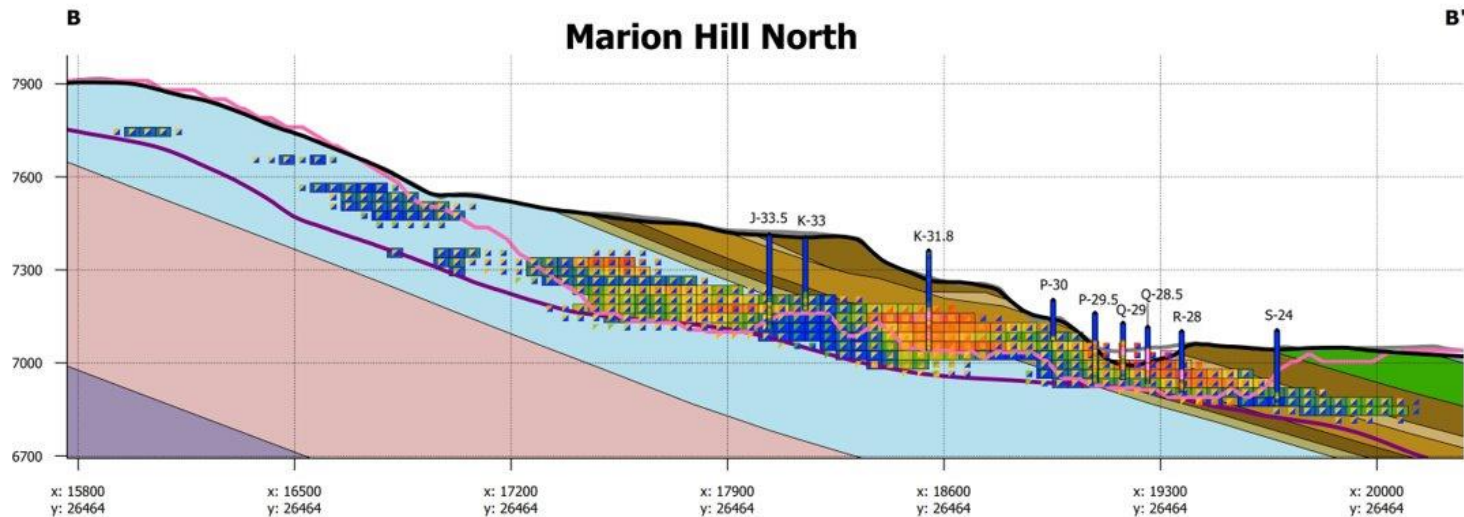 B
B'
Marion Hill North
7900
7600
7300
7000
6700
J-33.5
K-33
K-31.8
P-30
P-29.5
Q-29
Q-28.5
R-28
S-24
x: 15800
y: 26464
x: 16500
y: 26464
x: 17200
y: 26464
x: 17900
y: 26464
x: 18600
y: 26464
x: 19300
y: 26464
x: 20000
y: 26464